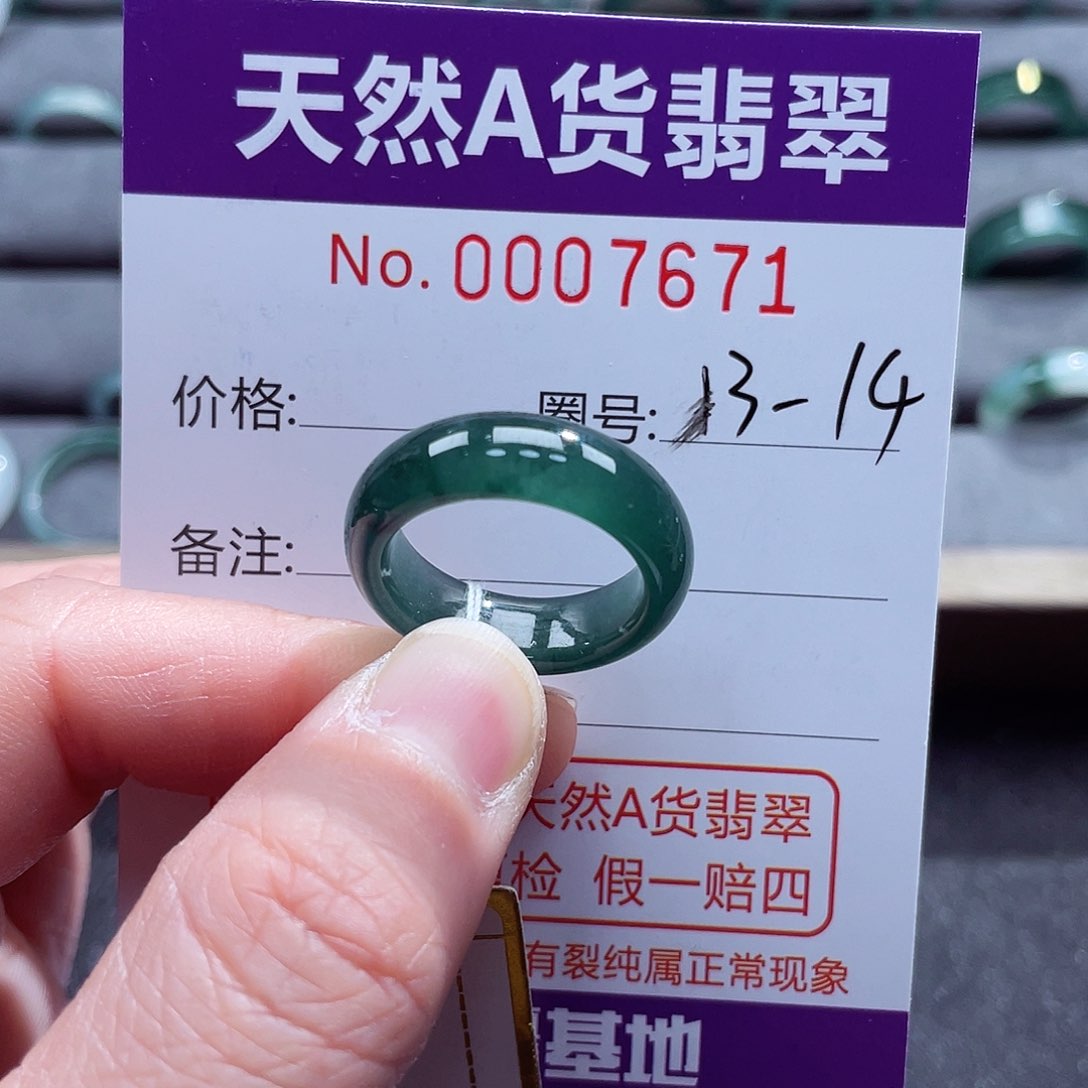 天然A货翡翠
No. 0007671
价格: 圈号: 13-14
备注:
天然A货翡翠
检 假一赔四
有裂纯属正常现象
基地